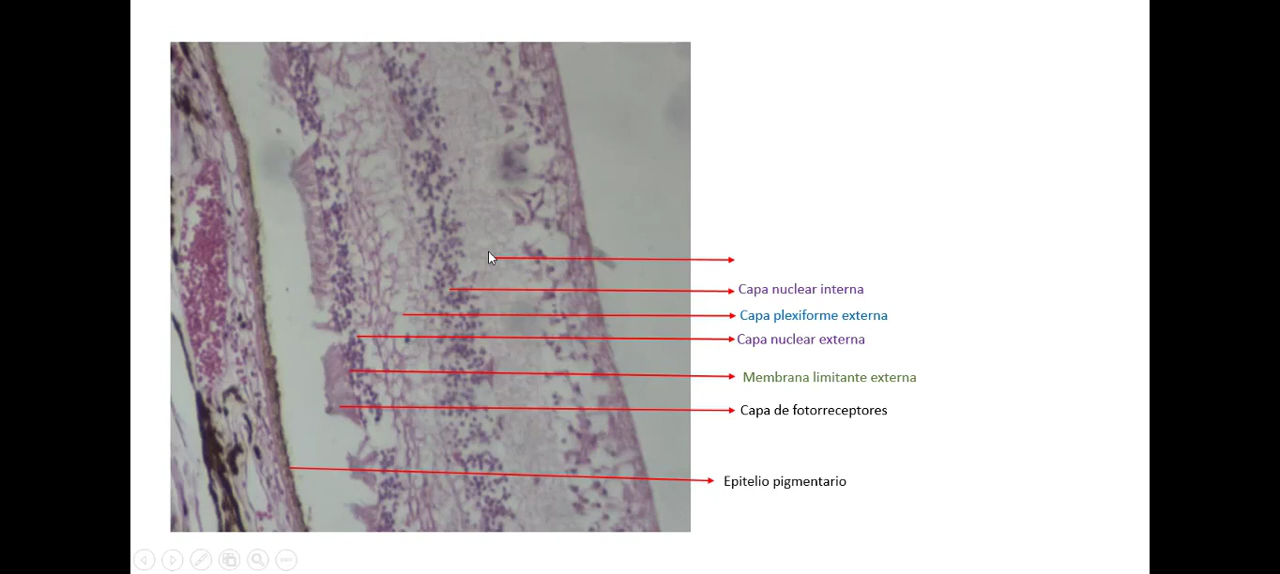 Capa nuclear interna
Capa plexiforme externa
Capa nuclear externa
Membrana limitante externa
Capa de fotorreceptores
Epitelio pigmentario